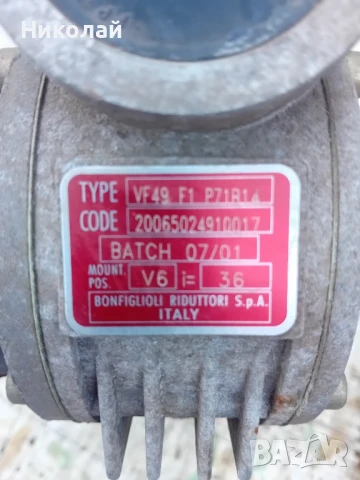 Николай
TYPE VF49 F1 P71B14
CODE 20065024910017
BATCH 07/01
MOUNT. POS. V6 i= 36
BONFIGLIOLI RIDUTTORI S.p.A.
ITALY
BAZAR